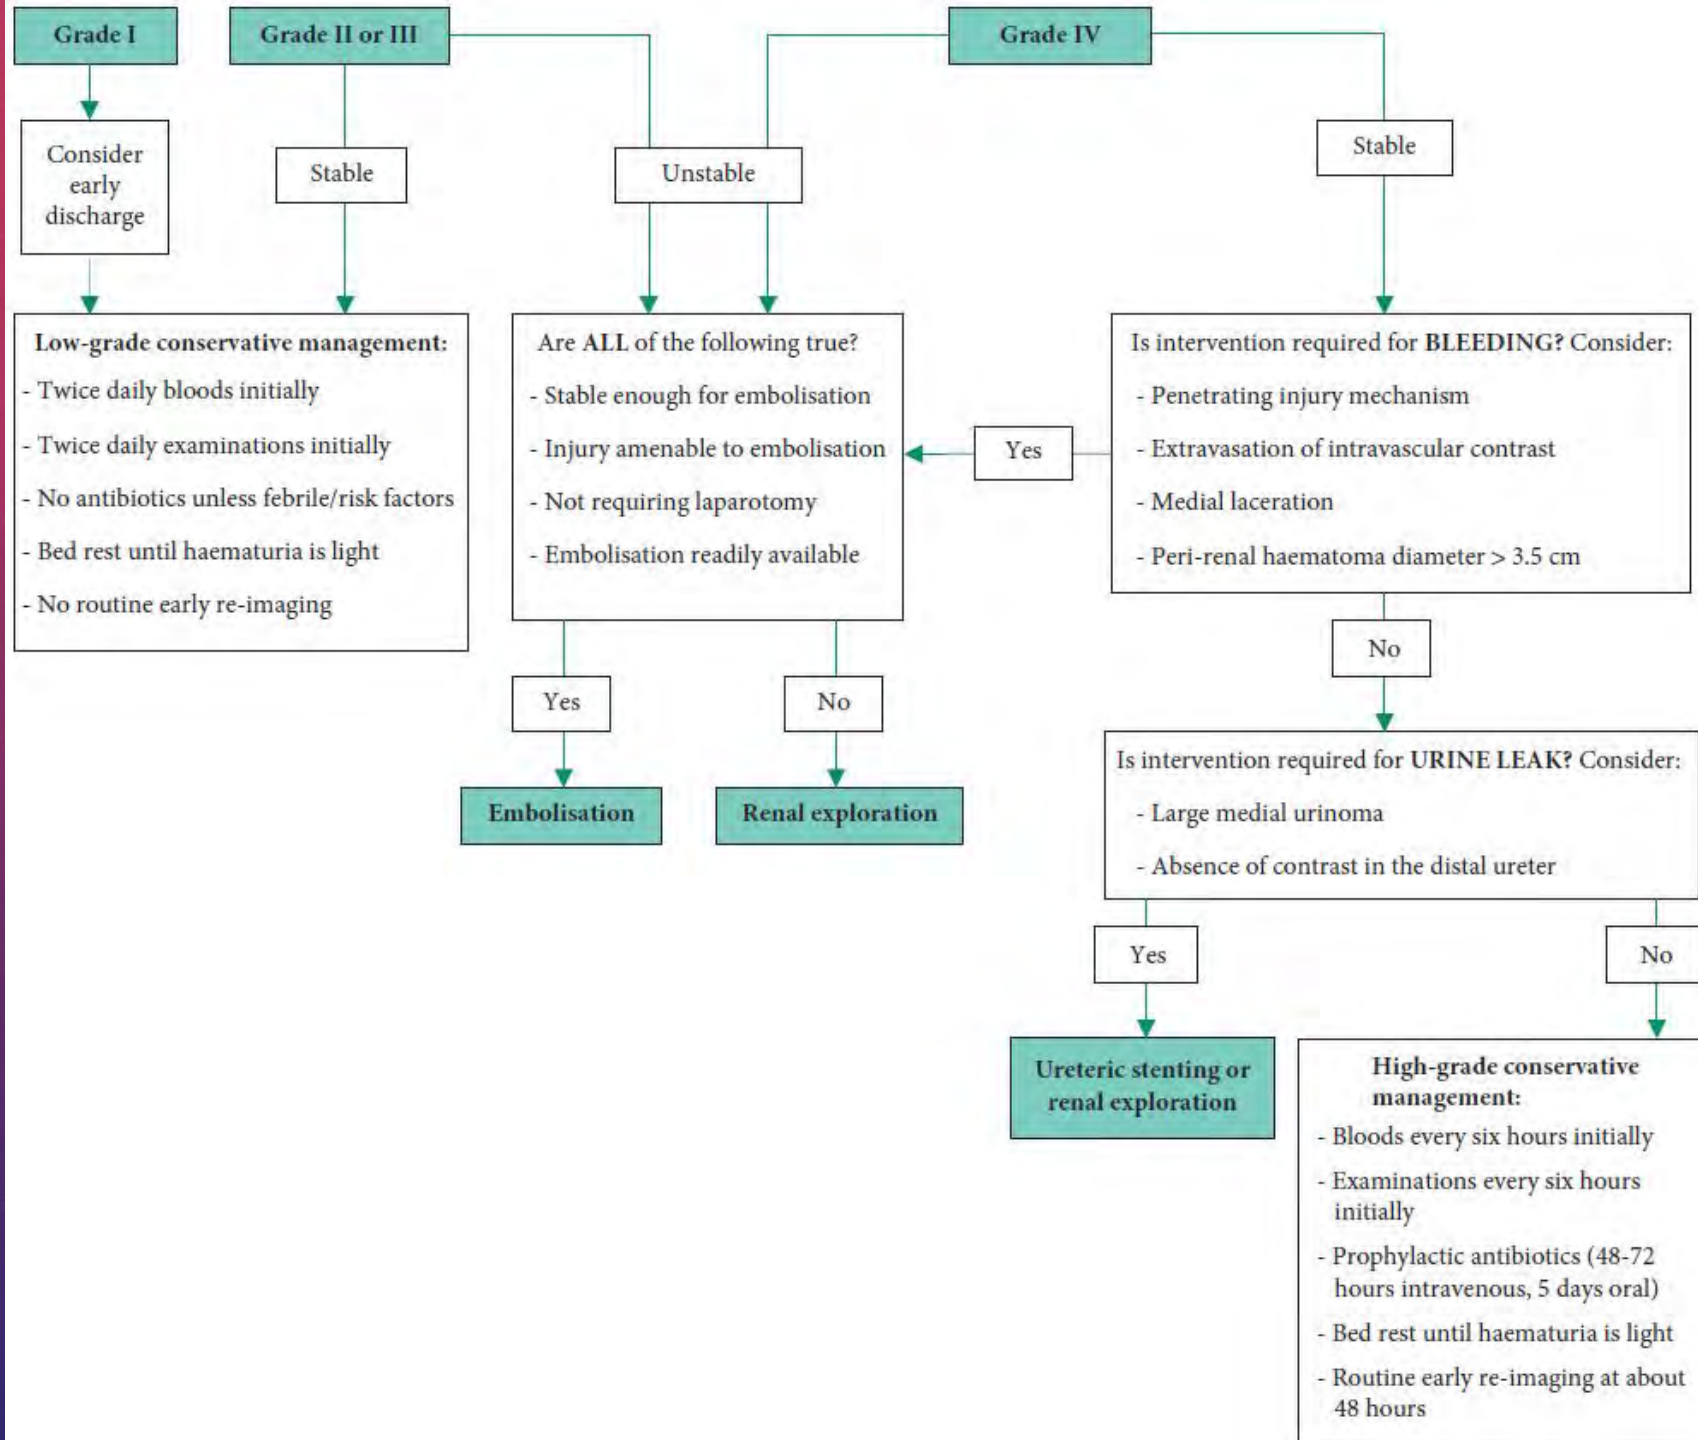 Grade I
Grade II or III
Grade IV
Consider
early
discharge
Stable
Unstable
Stable
Low-grade conservative management:
- Twice daily bloods initially
- Twice daily examinations initially
- No antibiotics unless febrile/risk factors
- Bed rest until haematuria is light
- No routine early re-imaging
Are ALL of the following true?
- Stable enough for embolisation
- Injury amenable to embolisation
- Not requiring laparotomy
- Embolisation readily available
Yes
Is intervention required for BLEEDING? Consider:
- Penetrating injury mechanism
- Extravasation of intravascular contrast
- Medial laceration
- Peri-renal haematoma diameter > 3.5 cm
Yes
No
No
Embolisation
Renal exploration
Is intervention required for URINE LEAK? Consider:
- Large medial urinoma
- Absence of contrast in the distal ureter
Yes
No
Ureteric stenting or
renal exploration
High-grade conservative
management:
- Bloods every six hours initially
- Examinations every six hours
initially
- Prophylactic antibiotics (48-72
hours intravenous, 5 days oral)
- Bed rest until haematuria is light
- Routine early re-imaging at about
48 hours